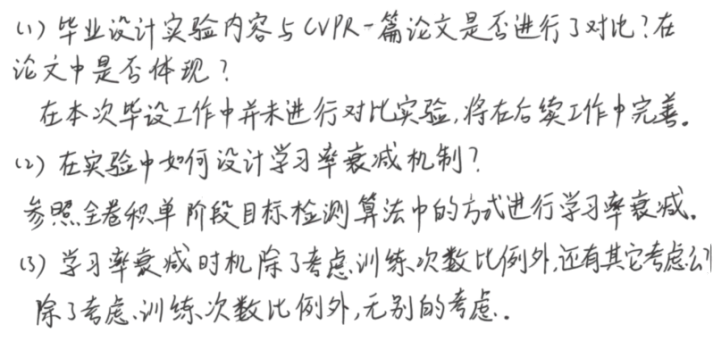 (1) 毕业设计实验内容与CVPR一篇论文是否进行了对比?在
论文中是否体现?
在本次毕设工作中并未进行对比实验,将在后续工作中完善。
(2) 在实验中如何设计学习率衰减机制?
参照全卷积单阶段目标检测算法中的方式进行学习率衰减。
(3) 学习率衰减时机除了考虑训练次数比例外,还有其它考虑
除了考虑训练次数比例外,无别的考虑.